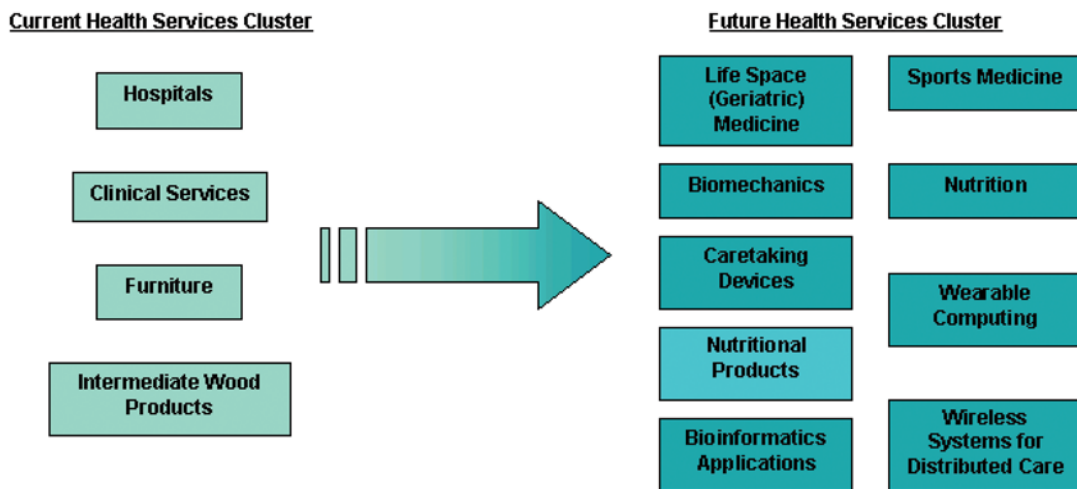 Current Health Services Cluster
Hospitals
Clinical Services
Furniture
Intermediate Wood
Products
Future Health Services Cluster
Life Space
(Geriatric)
Medicine
Biomechanics
Caretaking
Devices
Nutritional
Products
Bioinformatics
Applications
Sports Medicine
Nutrition
Wearable
Computing
Wireless
Systems for
Distributed Care